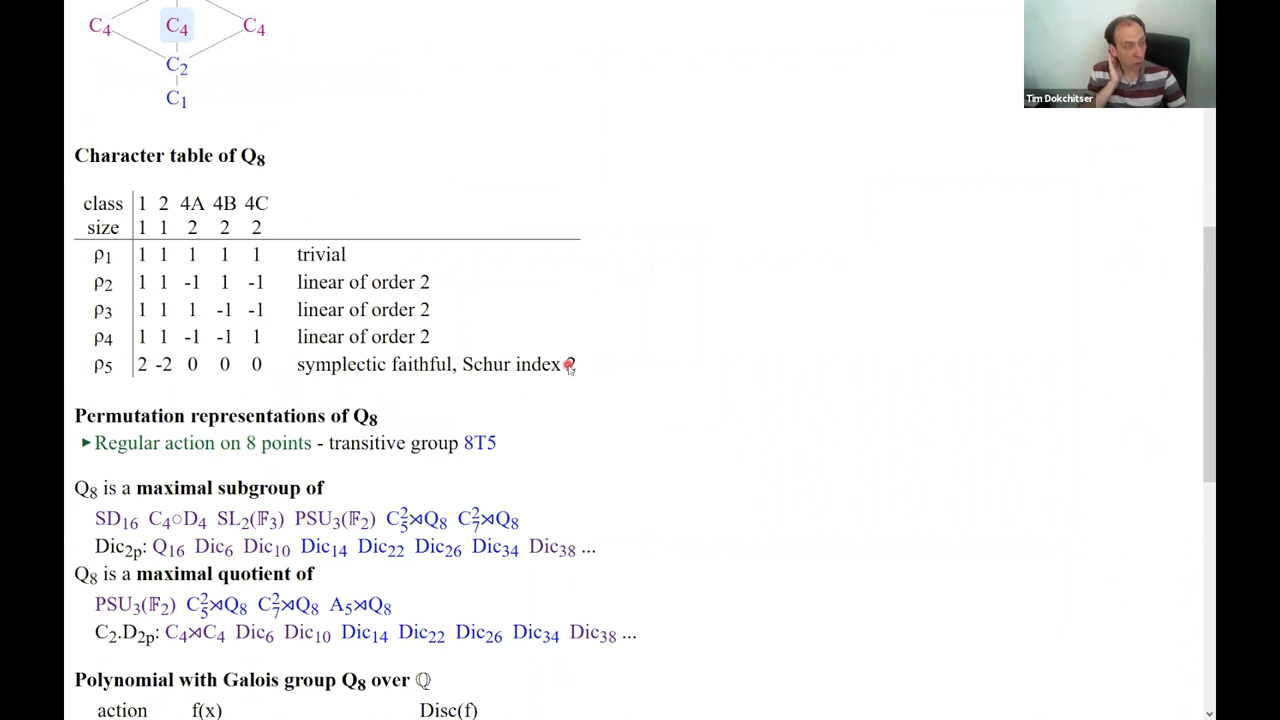 C₄ C₄ C₄
C₂
C₁
Tim Dokchitser
Character table of Q₈
class 1 2 4A 4B 4C
size 1 1 2 2 2
ρ₁ 1 1 1 1 1 trivial
ρ₂ 1 1 -1 1 -1 linear of order 2
ρ₃ 1 1 1 -1 -1 linear of order 2
ρ₄ 1 1 -1 -1 1 linear of order 2
ρ₅ 2 -2 0 0 0 symplectic faithful, Schur index
Permutation representations of Q₈
▸Regular action on 8 points - transitive group 8T5
Q₈ is a maximal subgroup of
SD₁₆ C₄○D₄ SL₂(𝔽₃) PSU₃(𝔽₂) C₅²⋊Q₈ C₇²⋊Q₈
Dic₂ₚ: Q₁₆ Dic₆ Dic₁₀ Dic₁₄ Dic₂₂ Dic₂₆ Dic₃₄ Dic₃₈ ...
Q₈ is a maximal quotient of
PSU₃(𝔽₂) C₅²⋊Q₈ C₇²⋊Q₈ A₅⋊Q₈
C₂.D₂ₚ: C₄⋊C₄ Dic₆ Dic₁₀ Dic₁₄ Dic₂₂ Dic₂₆ Dic₃₄ Dic₃₈ ...
Polynomial with Galois group Q₈ over ℚ
action f(x) Disc(f)